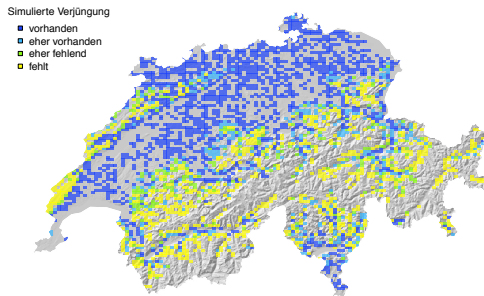 Simulierte Verjüngung
vorhanden
eher vorhanden
eher fehlend
fehlt